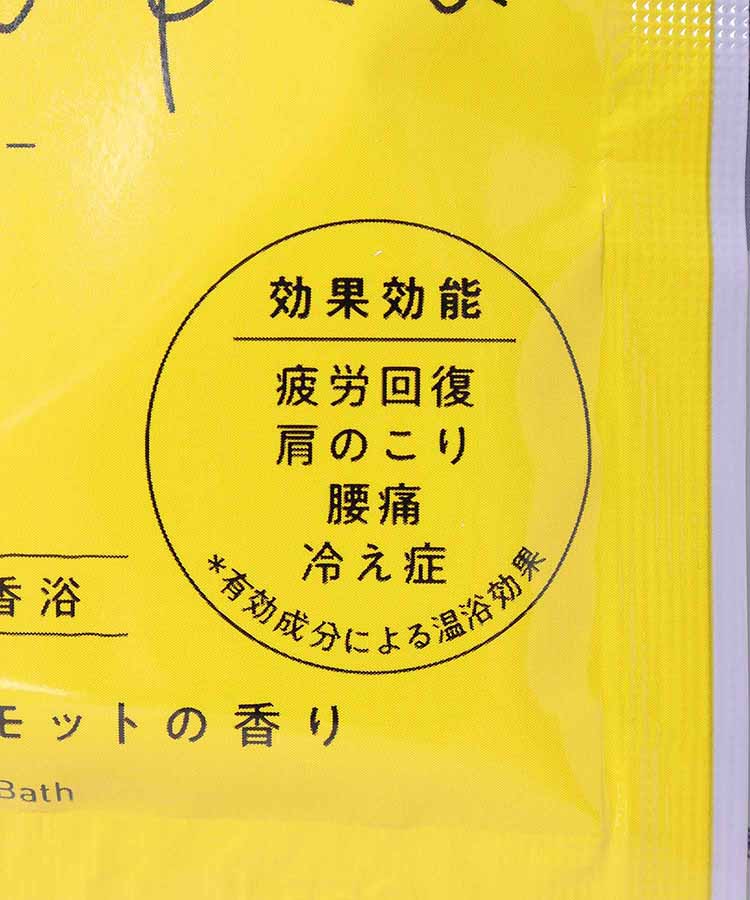 効果効能
疲労回復
肩のこり
腰痛
冷え症
*有効成分による温浴効果
香浴
モットの香り
Bath